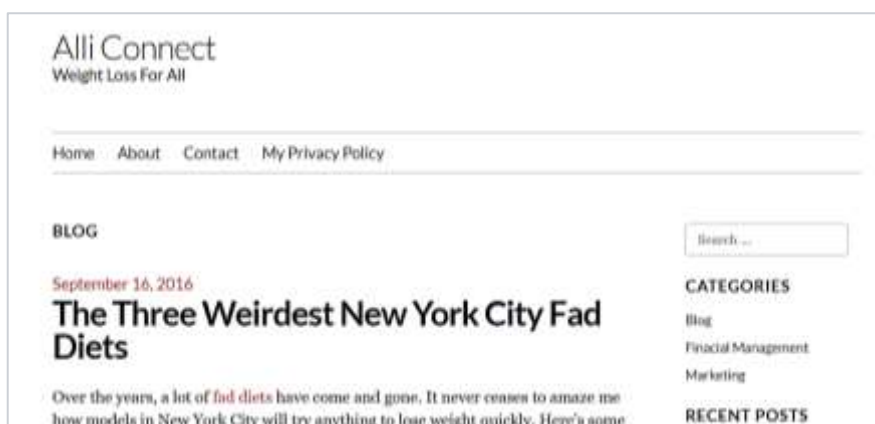 Alli Connect
Weight Loss For All
Home About Contact My Privacy Policy
BLOG
September 16, 2016
The Three Weirdest New York City Fad
Diets
Over the years, a lot of fad diets have come and gone. It never ceases to amaze me
how models in New York City will try anything to lose weight quickly. Here's some
Search ...
CATEGORIES
Blog
Finacial Management
Marketing
RECENT POSTS